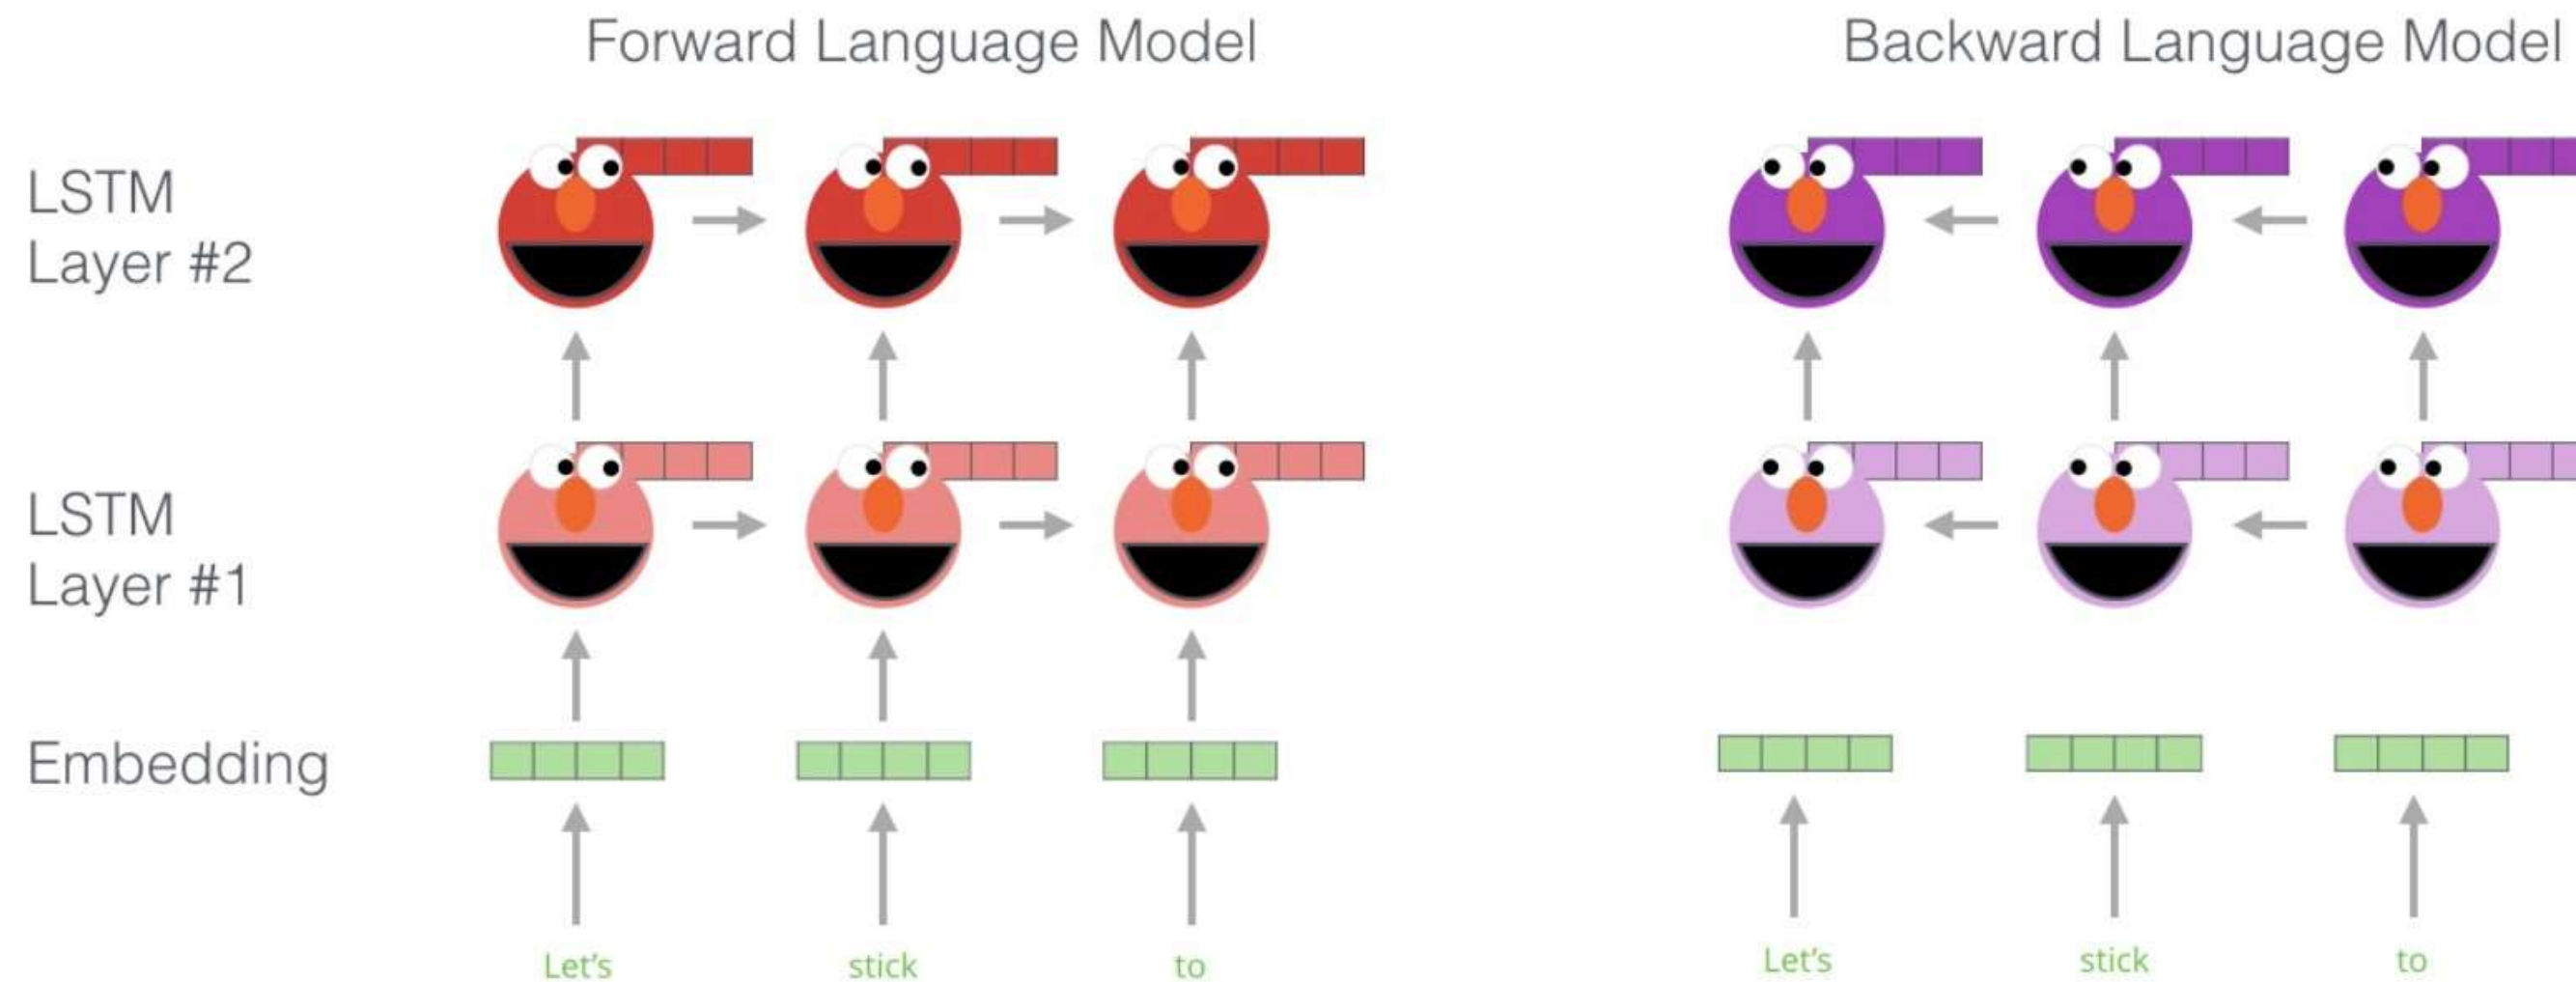 Forward Language Model
Backward Language Model
LSTM
Layer #2
LSTM
Layer #1
Embedding
Let's
stick
to
Let's
stick
to